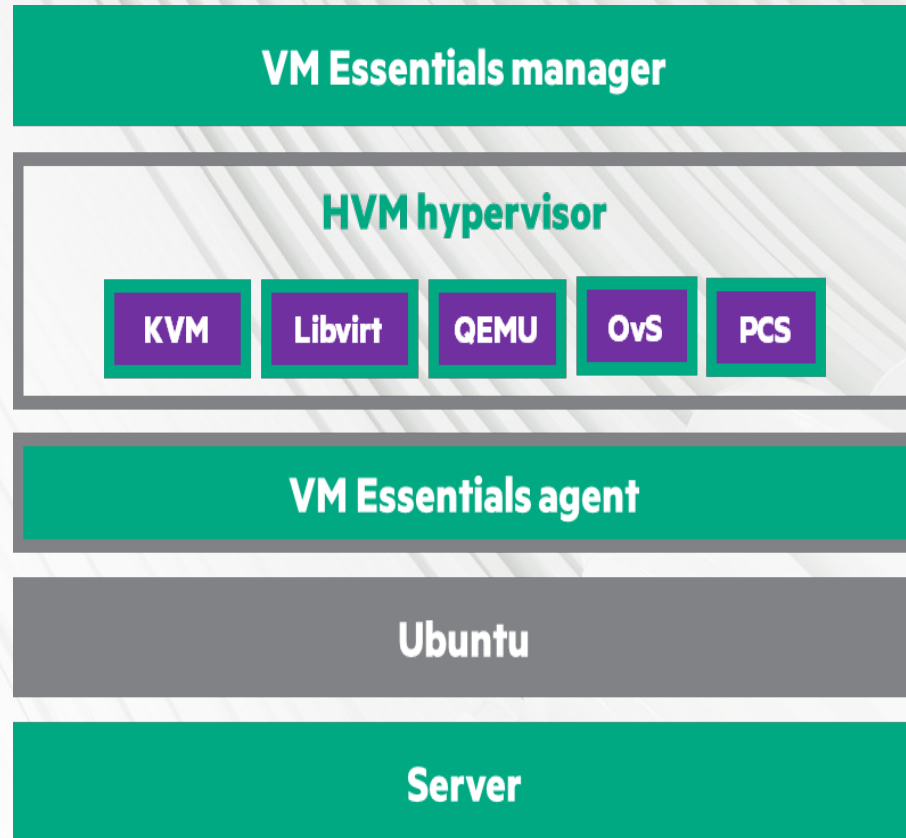 VM Essentials manager
HVM hypervisor
KVM Libvirt QEMU OvS PCS
VM Essentials agent
Ubuntu
Server